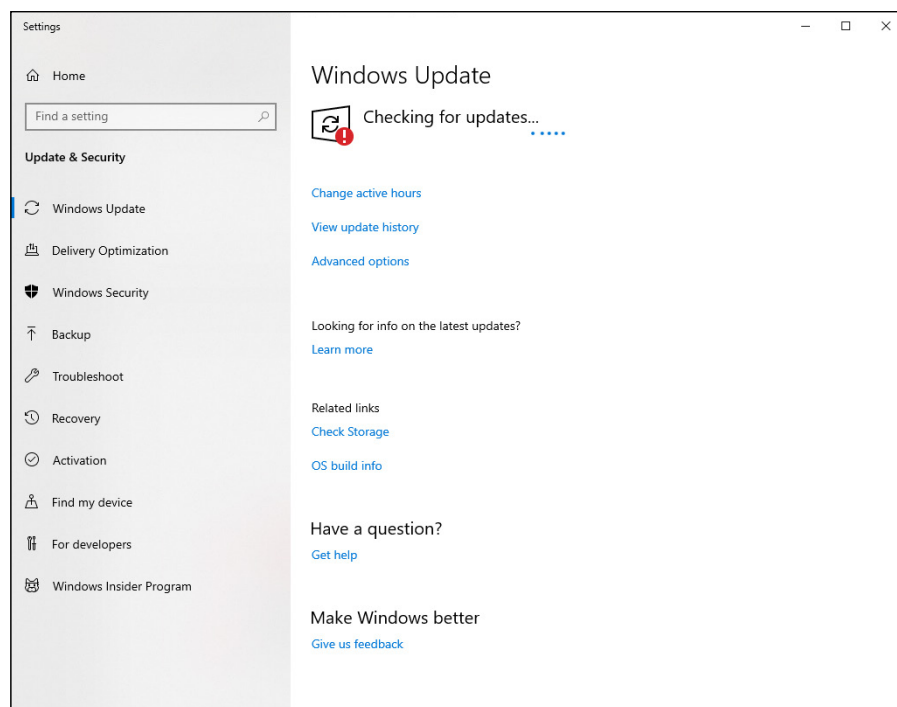 Settings
Home
Find a setting
Update & Security
Windows Update
Delivery Optimization
Windows Security
Backup
Troubleshoot
Recovery
Activation
Find my device
For developers
Windows Insider Program
Windows Update
Checking for updates...
Change active hours
View update history
Advanced options
Looking for info on the latest updates?
Learn more
Related links
Check Storage
OS build info
Have a question?
Get help
Make Windows better
Give us feedback